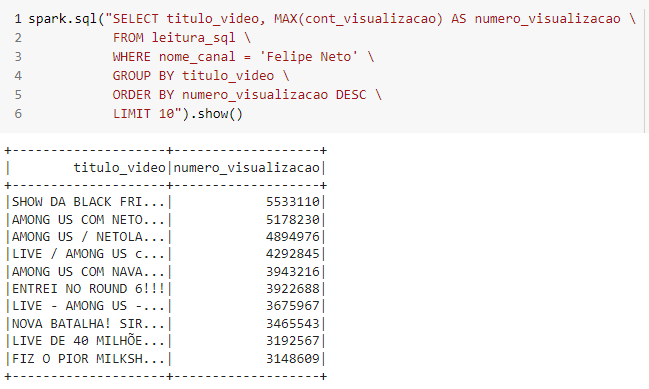 1 spark.sql("SELECT titulo_video, MAX(cont_visualizacao) AS numero_visualizacao \
2 FROM leitura_sql \
3 WHERE nome_canal = 'Felipe Neto' \
4 GROUP BY titulo_video \
5 ORDER BY numero_visualizacao DESC \
6 LIMIT 10").show()
+--------------------+-------------------+
|        titulo_video|numero_visualizacao|
+--------------------+-------------------+
|SHOW DA BLACK FRI...|            5533110|
|AMONG US COM NETO...|            5178230|
|AMONG US / NETOLA...|            4894976|
|LIVE / AMONG US c...|            4292845|
|AMONG US COM NAVA...|            3943216|
|ENTREI NO ROUND 6!!!|            3922688|
|LIVE - AMONG US -...|            3675967|
|NOVA BATALHA! SIR...|            3465543|
|LIVE DE 40 MILHÕE...|            3192567|
|FIZ O PIOR MILKSH...|            3148609|
+--------------------+-------------------+